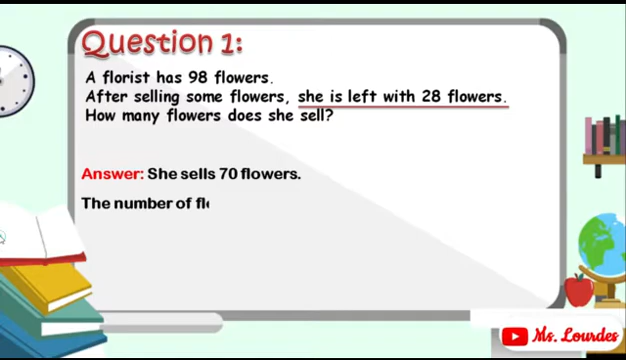 Question 1:
A florist has 98 flowers.
After selling some flowers, she is left with 28 flowers.
How many flowers does she sell?
Answer: She sells 70 flowers.
The number of fl
Ms. Lourdes